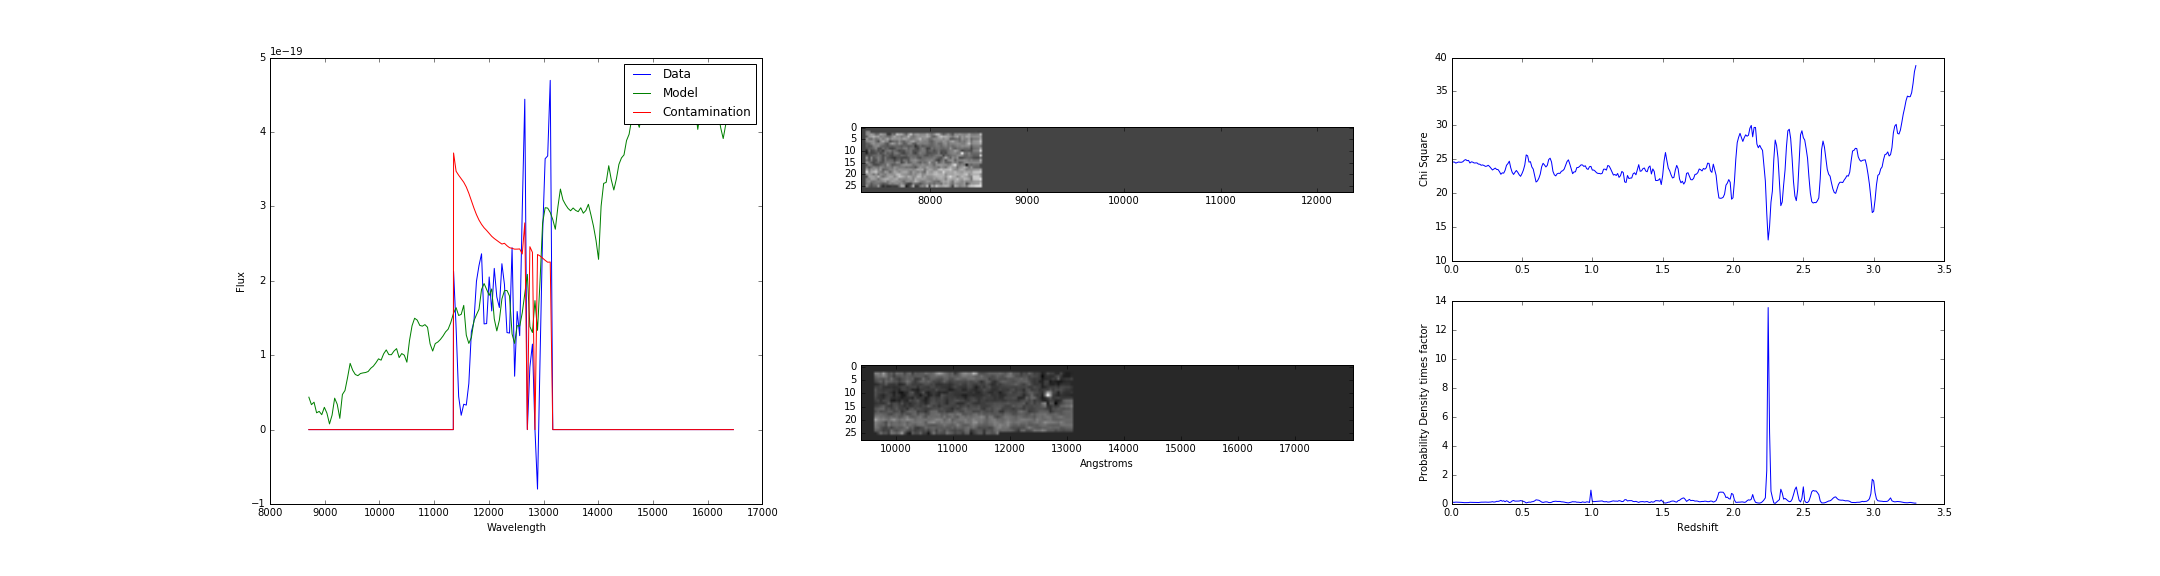 1e−19
5
4
3
2
1
0
−1
8000 9000 10000 11000 12000 13000 14000 15000 16000 17000
Flux
Wavelength
Data
Model
Contamination
0
5
10
15
20
25
8000 9000 10000 11000 12000
0
5
10
15
20
25
10000 11000 12000 13000 14000 15000 16000 17000
Angstroms
40
35
30
25
20
15
10
Chi Square
0.0 0.5 1.0 1.5 2.0 2.5 3.0 3.5
14
12
10
8
6
4
2
0
Probability Density times factor
0.0 0.5 1.0 1.5 2.0 2.5 3.0 3.5
Redshift